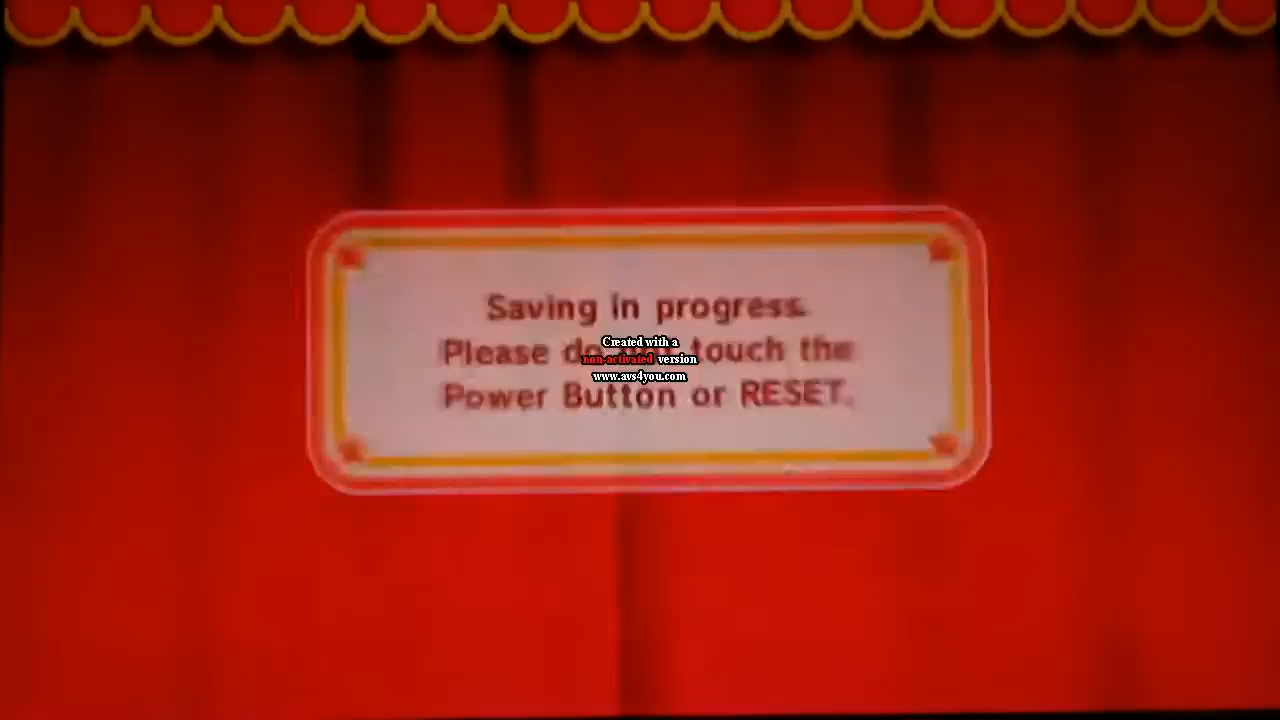 Saving in progress.
Please do not touch the
Power Button or RESET.
Created with a
non-activated version
www.avs4you.com